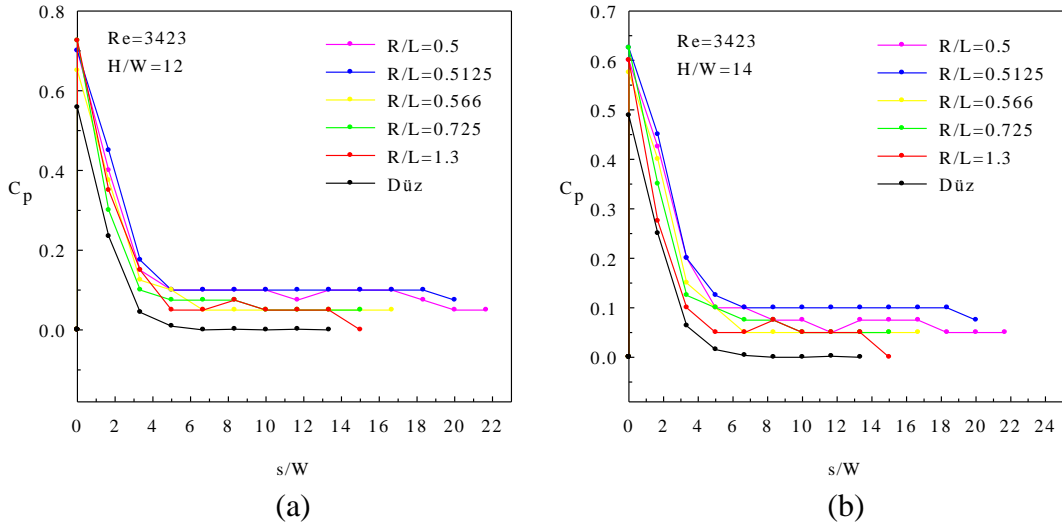 Re=3423
H/W=12
R/L=0.5
R/L=0.5125
R/L=0.566
R/L=0.725
R/L=1.3
Düz
0.8
0.6
0.4
0.2
0.0
Cp
0 2 4 6 8 10 12 14 16 18 20 22
s/W
(a)
Re=3423
H/W=14
R/L=0.5
R/L=0.5125
R/L=0.566
R/L=0.725
R/L=1.3
Düz
0.7
0.6
0.5
0.4
0.3
0.2
0.1
0.0
Cp
0 2 4 6 8 10 12 14 16 18 20 22 24
s/W
(b)